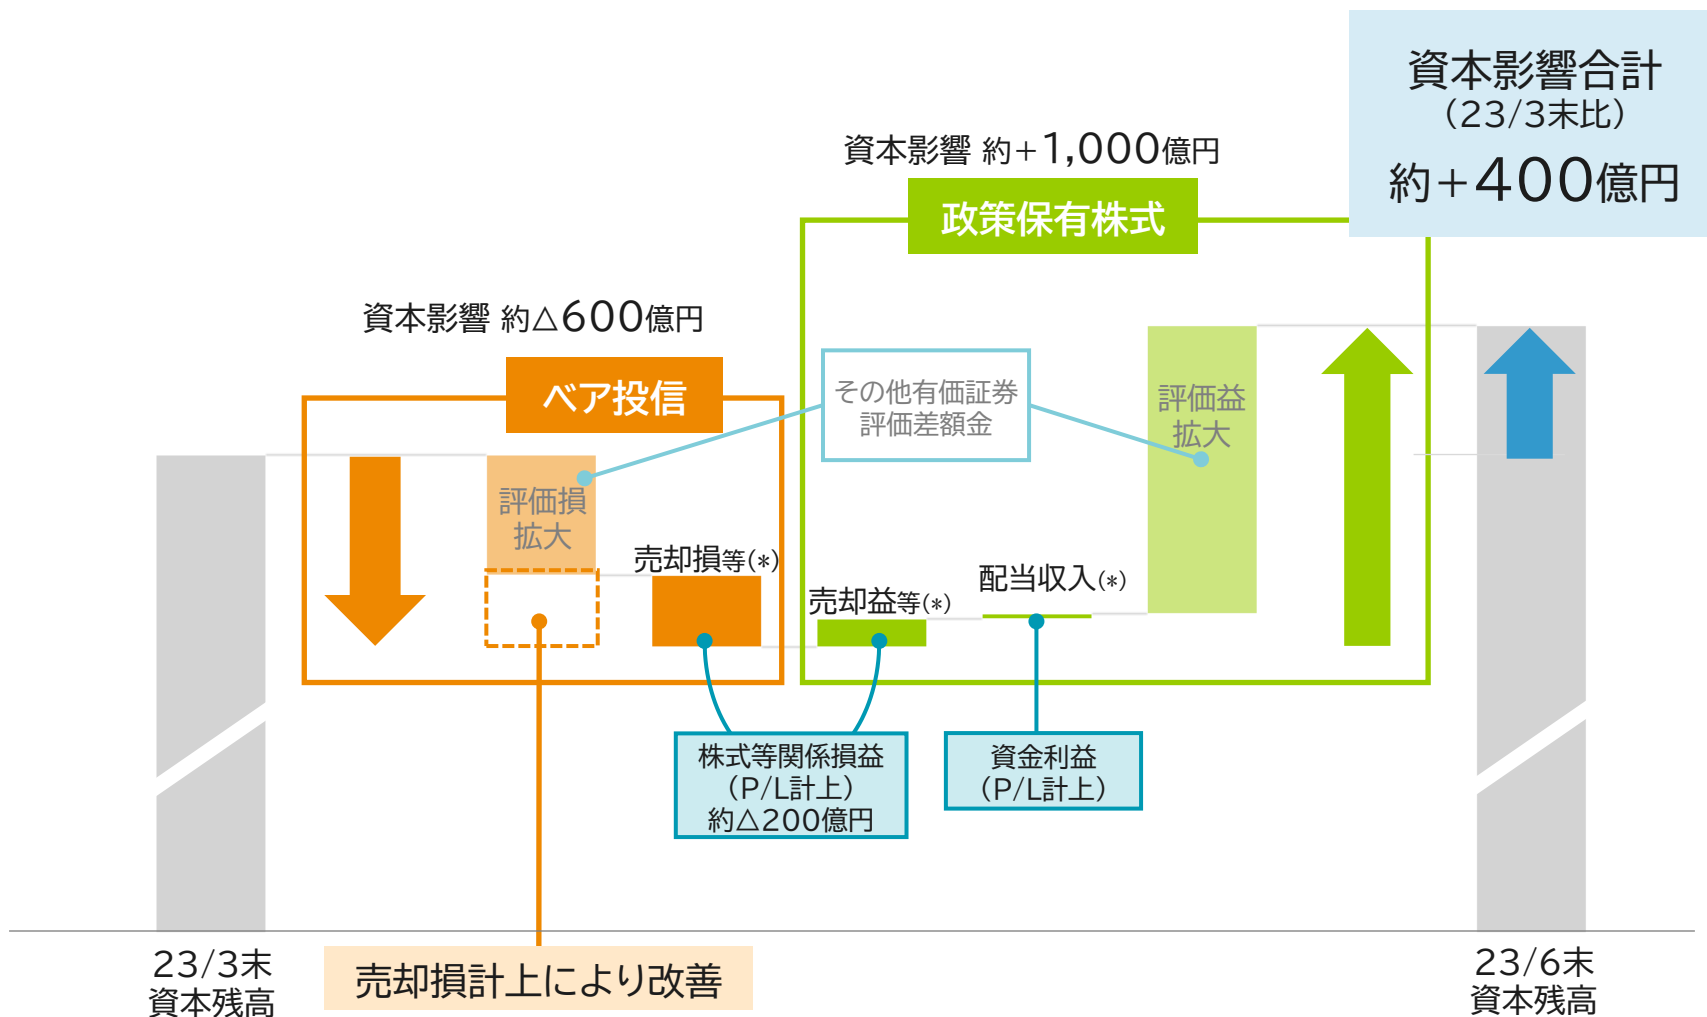 資本影響合計
（23/3末比）
約＋400億円
資本影響 約＋1,000億円
政策保有株式
資本影響 約△600億円
ベア投信
その他有価証券
評価差額金
評価益
拡大
評価損
拡大
売却損等(*)
売却益等(*)
配当収入(*)
株式等関係損益
（P/L計上）
約△200億円
資金利益
（P/L計上）
23/3末
資本残高
売却損計上により改善
23/6末
資本残高